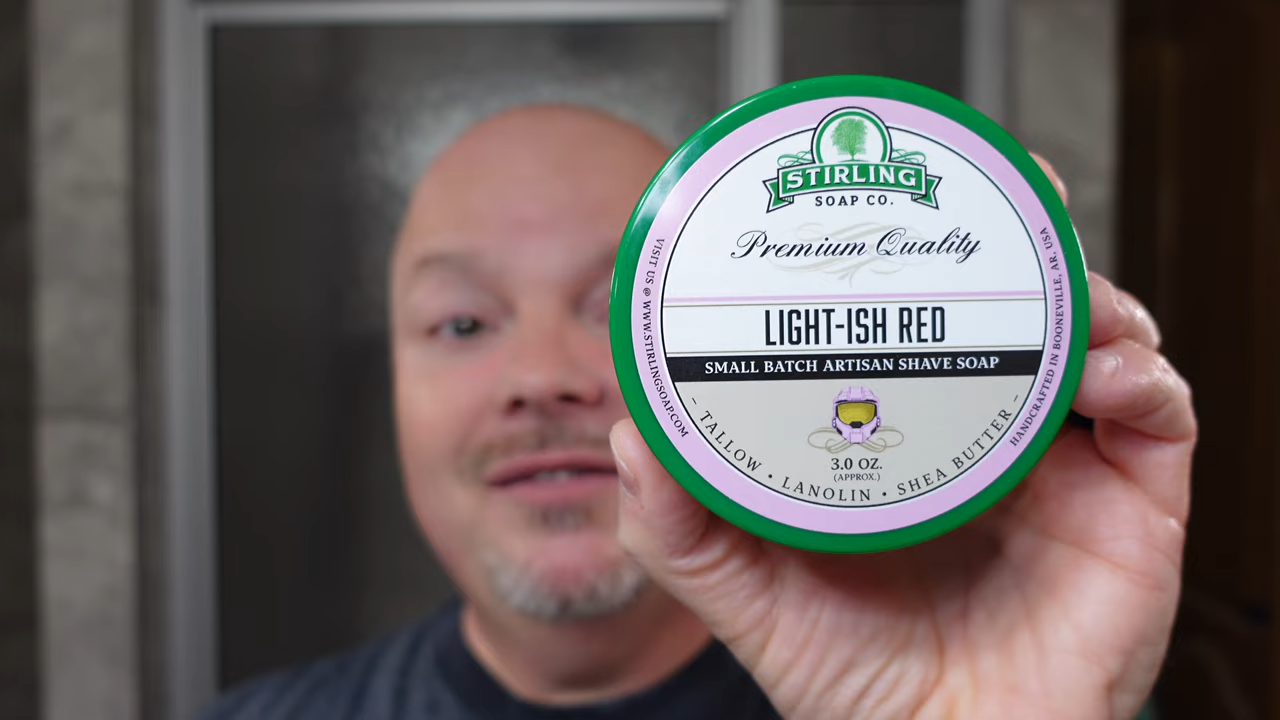 STIRLING
SOAP CO.
Premium Quality
LIGHT-ISH RED
SMALL BATCH ARTISAN SHAVE SOAP
3.0 OZ.
(APPROX.)
- TALLOW • LANOLIN • SHEA BUTTER -
VISIT US @ WWW.STIRLINGSOAP.COM
HANDCRAFTED IN BOONEVILLE, AR. USA